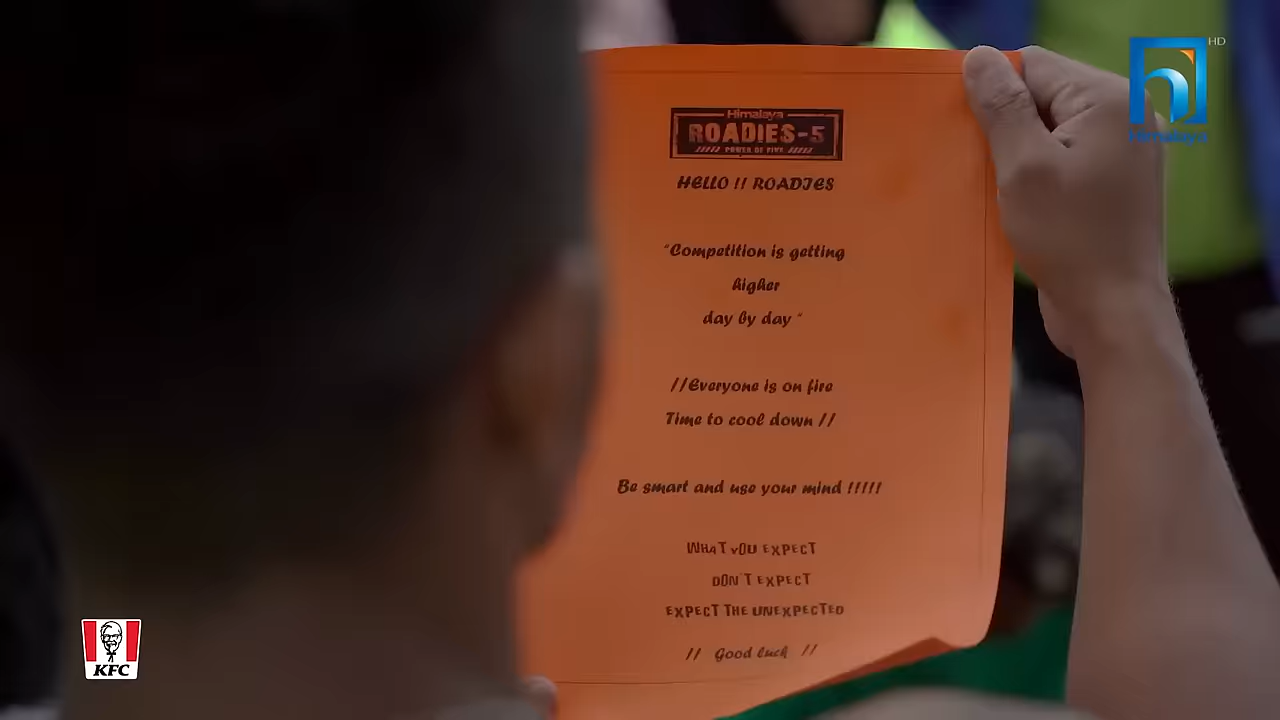 HD
Himalaya
Himalaya
ROADIES-5
POWER OF FIVE
HELLO !! ROADIES
"Competition is getting
higher
day by day "
//Everyone is on fire
Time to cool down //
Be smart and use your mind !!!!!
WHAT YOU EXPECT
DON'T EXPECT
EXPECT THE UNEXPECTED
// Good luck //
KFC